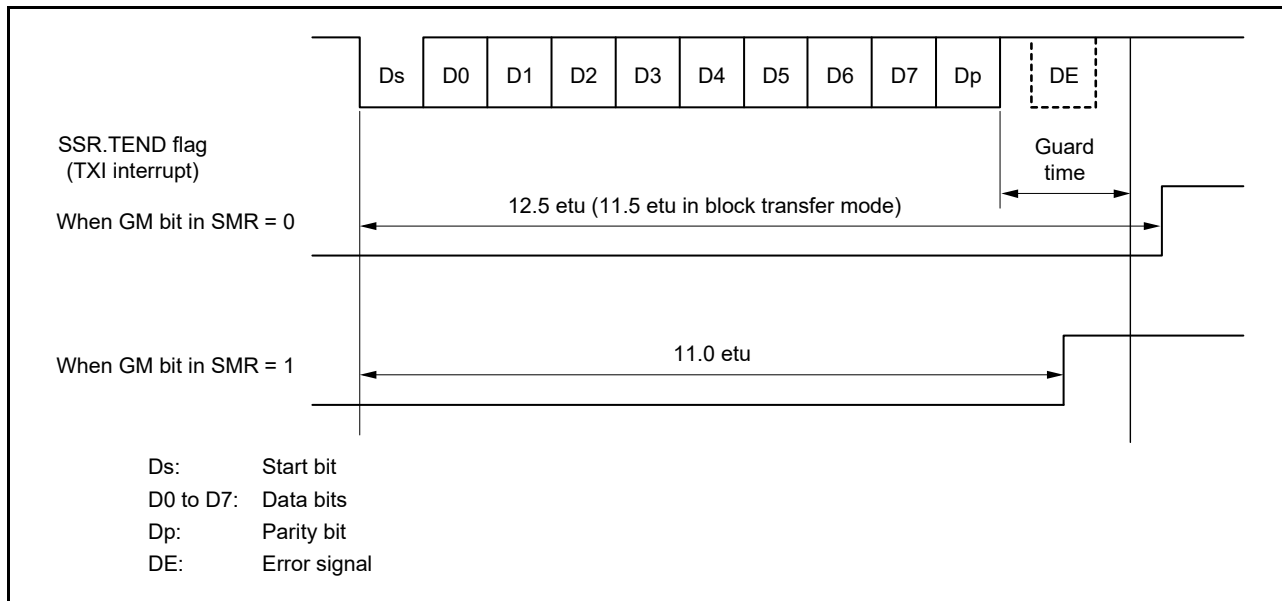 Ds D0 D1 D2 D3 D4 D5 D6 D7 Dp DE
SSR.TEND flag
(TXI interrupt)
Guard
time
When GM bit in SMR = 0
12.5 etu (11.5 etu in block transfer mode)
When GM bit in SMR = 1
11.0 etu
Ds: Start bit
D0 to D7: Data bits
Dp: Parity bit
DE: Error signal